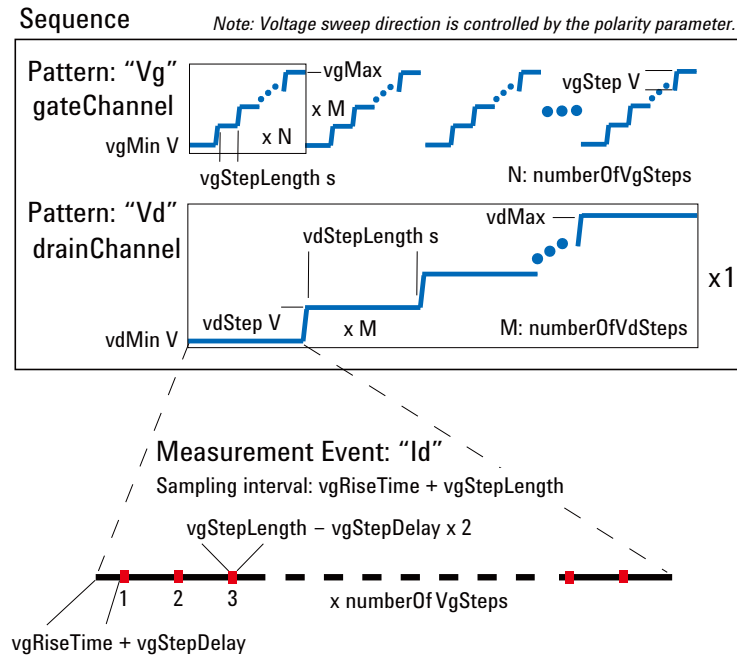 Sequence
Note: Voltage sweep direction is controlled by the polarity parameter.
Pattern: “Vg”
gateChannel
vgMax
vgStep V
x M
vgMin V
x N
vgStepLength s
N: numberOfVgSteps
Pattern: “Vd”
drainChannel
vdMax
vdStepLength s
x1
vdStep V
x M
M: numberOfVdSteps
vdMin V
Measurement Event: “Id”
Sampling interval: vgRiseTime + vgStepLength
vgStepLength – vgStepDelay x 2
1 2 3
x numberOf VgSteps
vgRiseTime + vgStepDelay